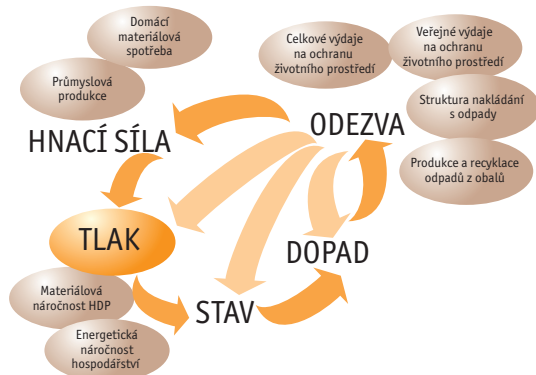 Domácí
materiálová
spotřeba
Průmyslová
produkce
Celkové výdaje
na ochranu
životního prostředí
Veřejné výdaje
na ochranu
životního prostředí
Struktura nakládání
s odpady
Produkce a recyklace
odpadů z obalů
HNACÍ SÍLA
ODEZVA
TLAK
DOPAD
STAV
Materiálová
náročnost HDP
Energetická
náročnost
hospodářství